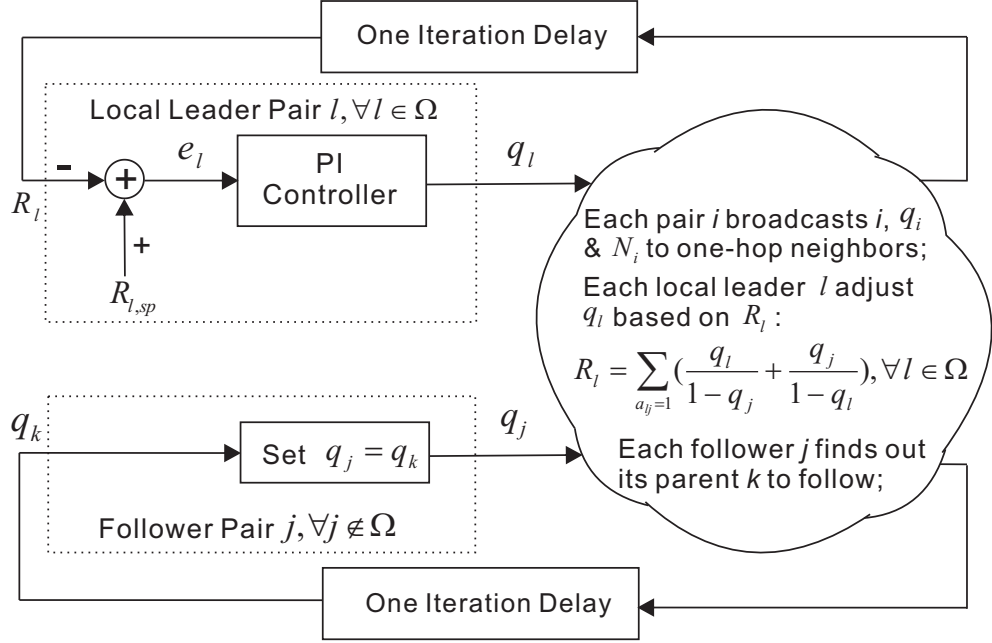 One Iteration Delay
Local Leader Pair l, ∀l ∈ Ω
-
+
e_l
PI
Controller
q_l
R_l
+
R_{l,sp}
Each pair i broadcasts i, q_i
& N_i to one-hop neighbors;
Each local leader l adjust
q_l based on R_l :
R_l = ∑_{a_{lj}=1} (q_l / (1 - q_j) + q_j / (1 - q_l)), ∀l ∈ Ω
Each follower j finds out
its parent k to follow;
q_k
Set q_j = q_k
q_j
Follower Pair j, ∀j ∉ Ω
One Iteration Delay